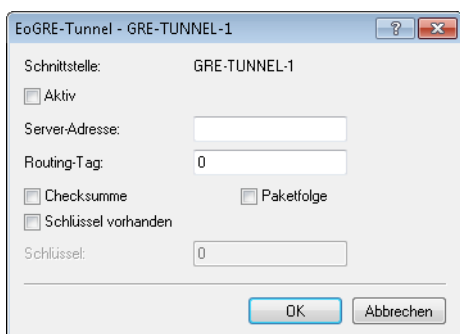 EoGRE-Tunnel - GRE-TUNNEL-1
Schnittstelle: GRE-TUNNEL-1
Aktiv
Server-Adresse:
Routing-Tag: 0
Checksumme Paketfolge
Schlüssel vorhanden
Schlüssel: 0
OK Abbrechen